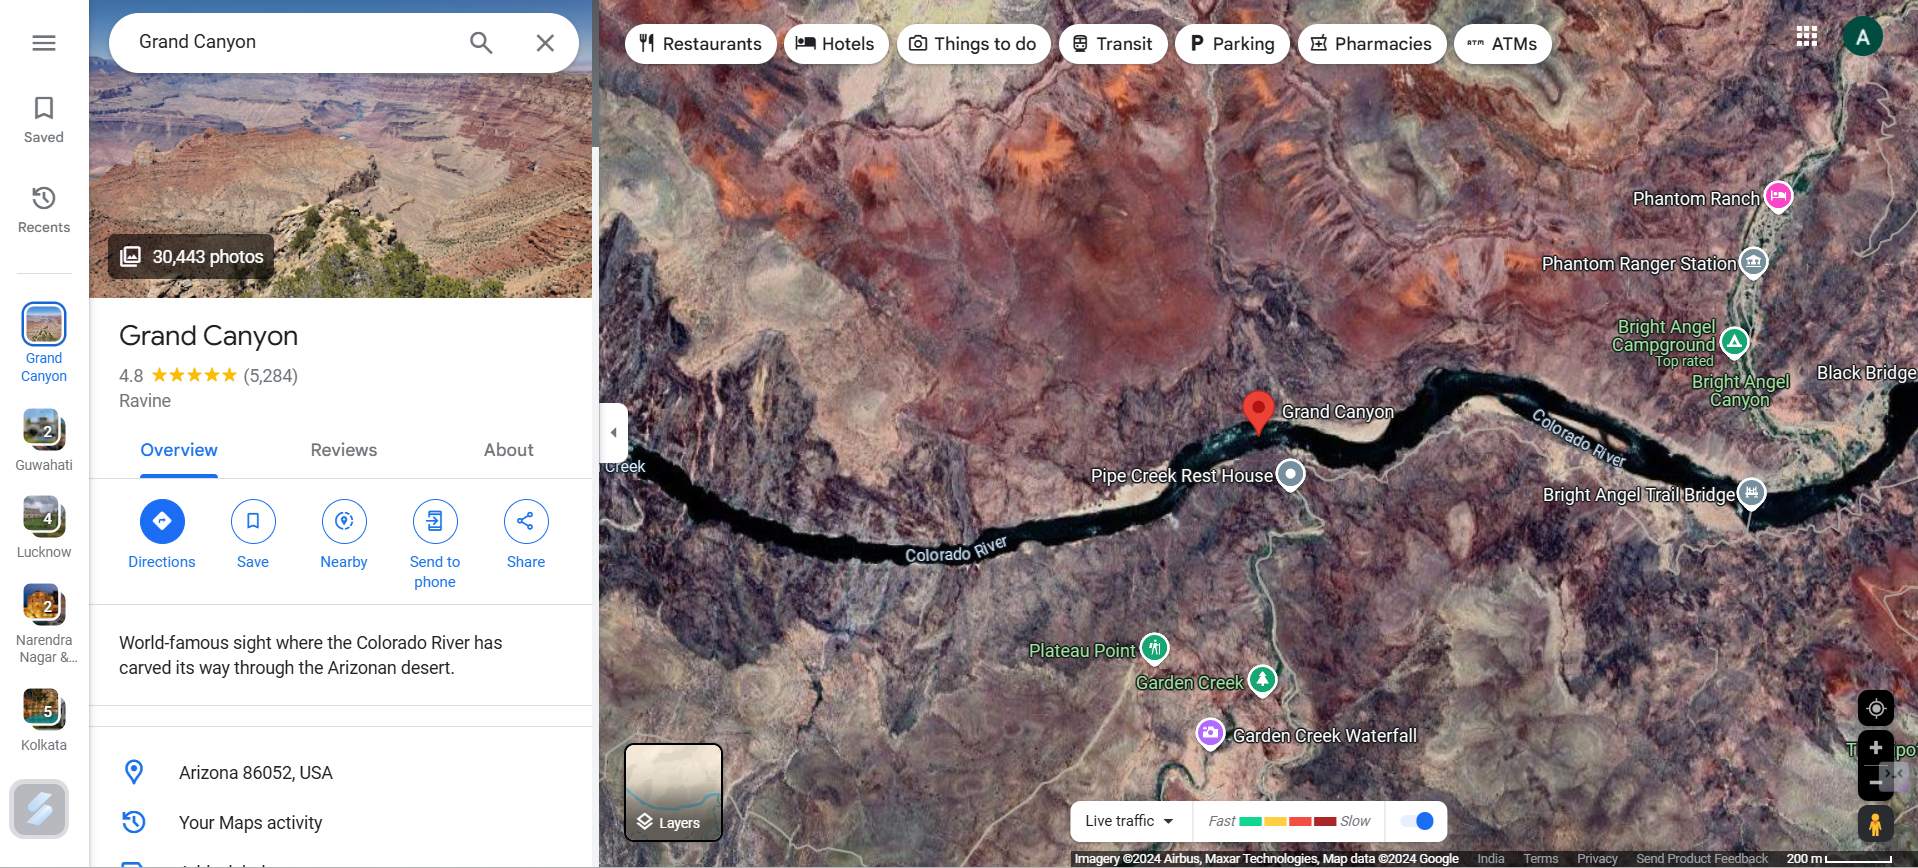 Grand Canyon
Saved
Recents
Grand
Canyon
2
Guwahati
4
Lucknow
2
Narendra
Nagar &...
5
Kolkata
30,443 photos
Grand Canyon
4.8 (5,284)
Ravine
Overview Reviews About
Directions Save Nearby Send to
phone Share
World-famous sight where the Colorado River has
carved its way through the Arizonan desert.
Arizona 86052, USA
Your Maps activity
Restaurants Hotels Things to do Transit P Parking Pharmacies ATM ATMs
A
Phantom Ranch
Phantom Ranger Station
Bright Angel
Campground
Top rated
Bright Angel
Canyon
Black Bridge
Grand Canyon
Colorado River
Creek
Pipe Creek Rest House
Bright Angel Trail Bridge
Colorado River
Plateau Point
Garden Creek
Garden Creek Waterfall
Layers
Live traffic Fast Slow
Imagery ©2024 Airbus, Maxar Technologies, Map data ©2024 Google India Terms Privacy Send Product Feedback 200 m